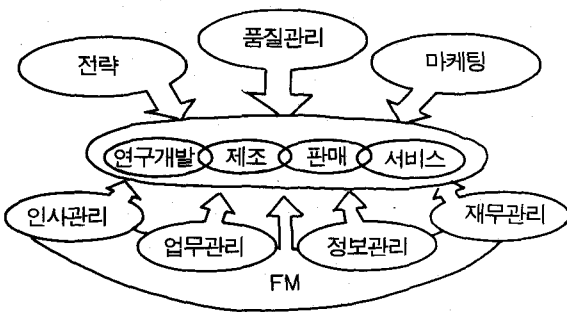 품질관리
전략
마케팅
연구개발 제조 판매 서비스
인사관리
재무관리
업무관리
정보관리
FM